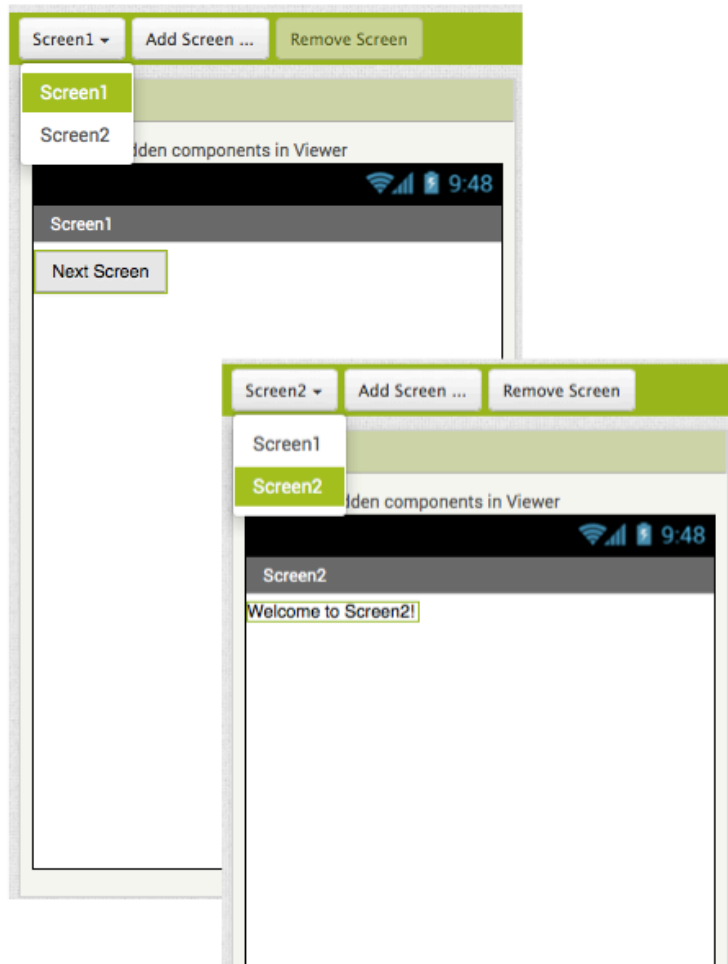 Screen1 Add Screen ... Remove Screen
Screen1
Screen2
dden components in Viewer
9:48
Screen1
Next Screen
Screen2 Add Screen ... Remove Screen
Screen1
Screen2
dden components in Viewer
9:48
Screen2
Welcome to Screen2!